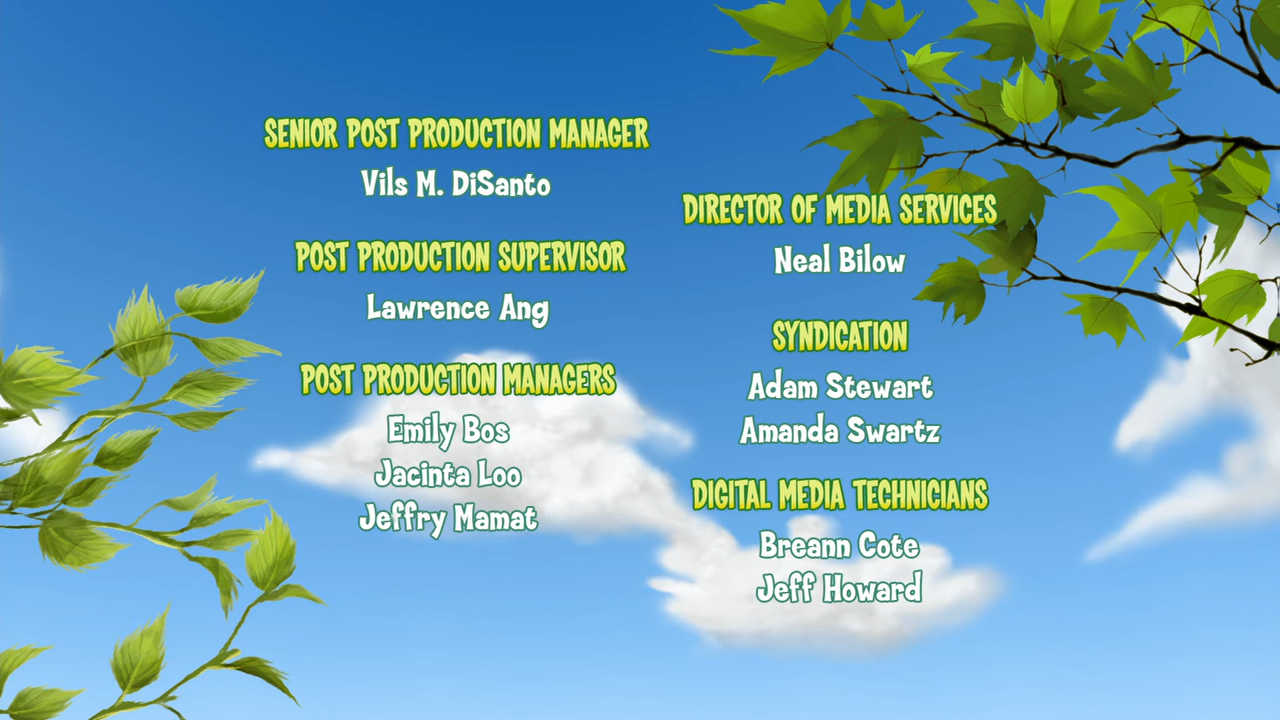 SENIOR POST PRODUCTION MANAGER
Vils M. DiSanto
POST PRODUCTION SUPERVISOR
Lawrence Ang
POST PRODUCTION MANAGERS
Emily Bos
Jacinta Loo
Jeffry Mamat
DIRECTOR OF MEDIA SERVICES
Neal Bilow
SYNDICATION
Adam Stewart
Amanda Swartz
DIGITAL MEDIA TECHNICIANS
Breann Cote
Jeff Howard